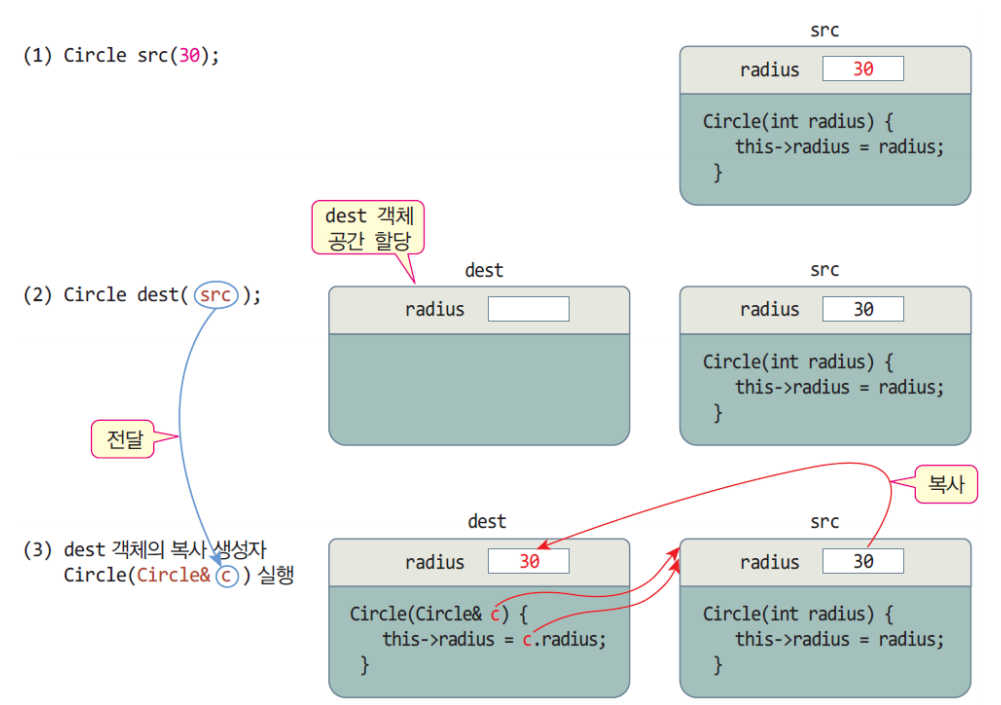 src
(1) Circle src(30);
radius 30
Circle(int radius) {
this->radius = radius;
}
dest 객체
공간 할당
dest
src
(2) Circle dest( src );
radius
radius 30
Circle(int radius) {
this->radius = radius;
}
전달
복사
dest
src
(3) dest 객체의 복사 생성자
Circle(Circle& c ) 실행
radius 30
radius 30
Circle(Circle& c) {
this->radius = c.radius;
}
Circle(int radius) {
this->radius = radius;
}